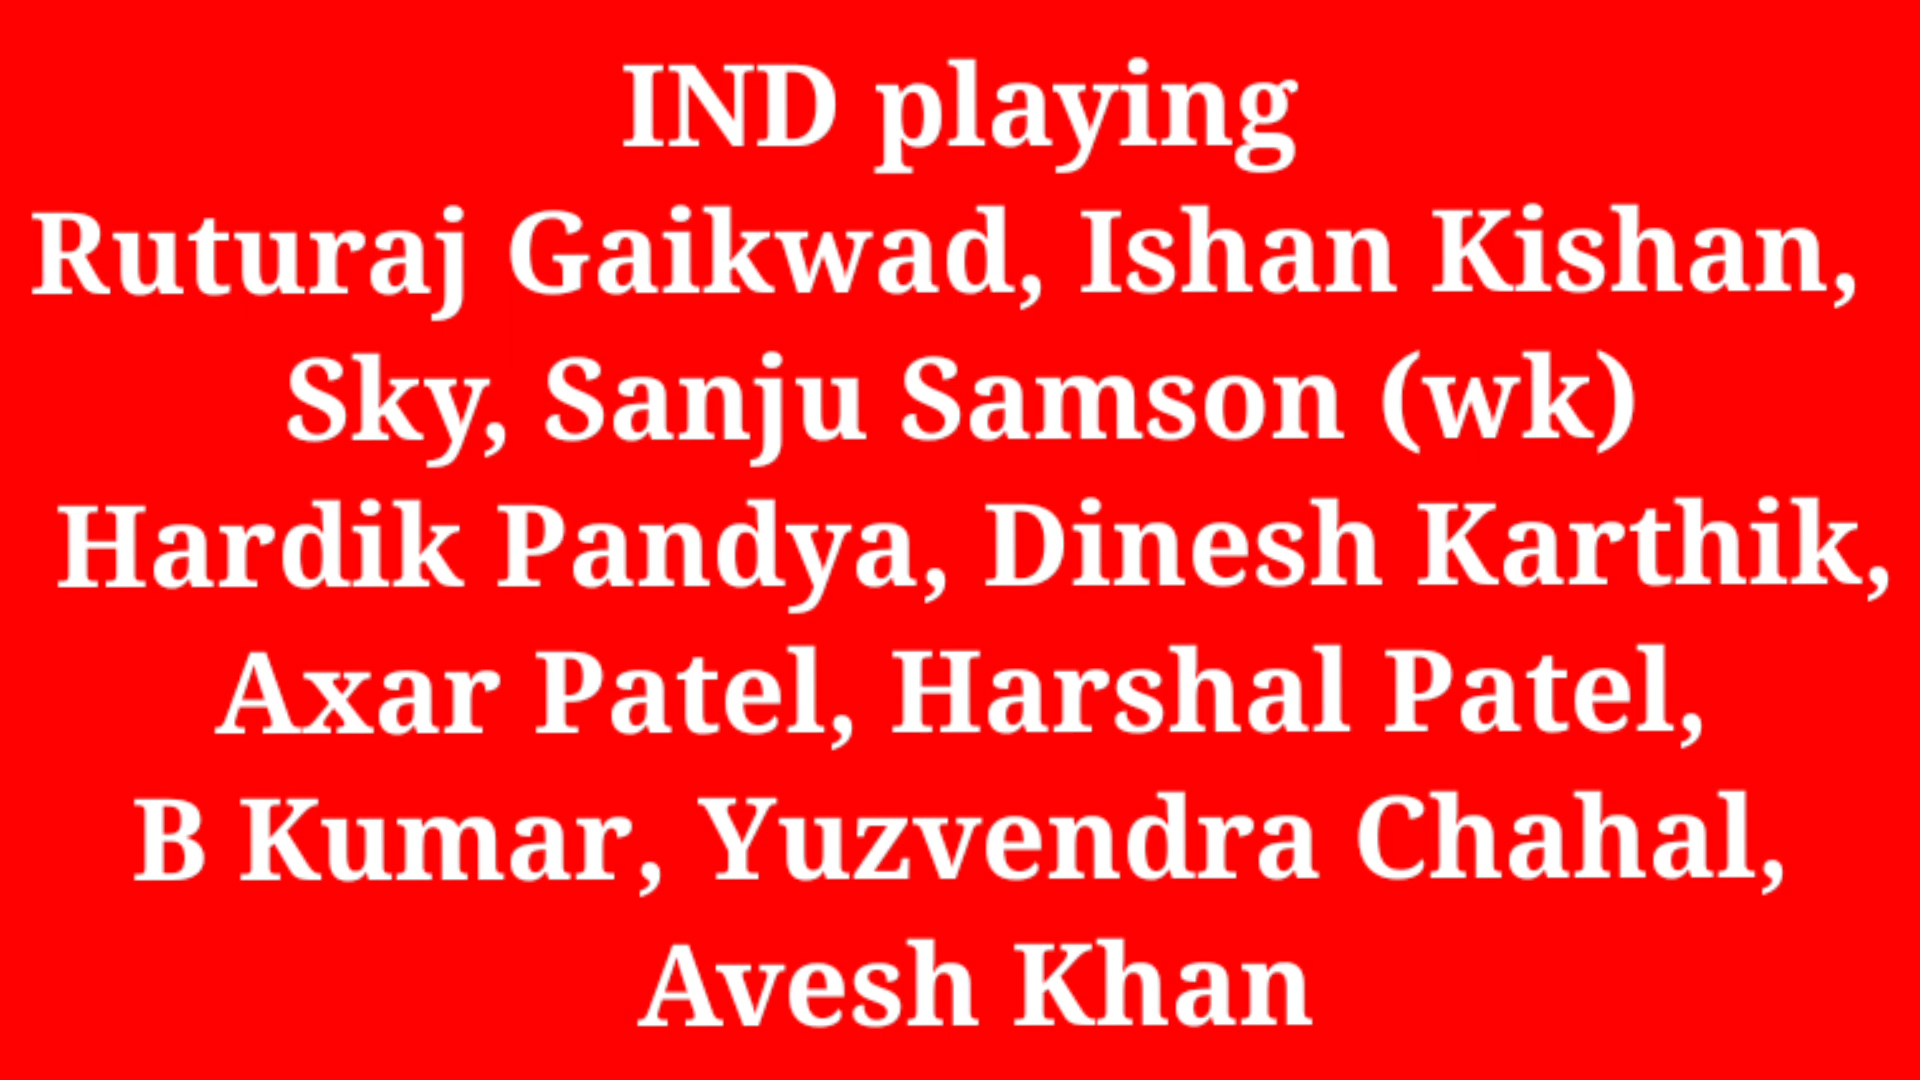 IND playing
Ruturaj Gaikwad, Ishan Kishan,
Sky, Sanju Samson (wk)
Hardik Pandya, Dinesh Karthik,
Axar Patel, Harshal Patel,
B Kumar, Yuzvendra Chahal,
Avesh Khan